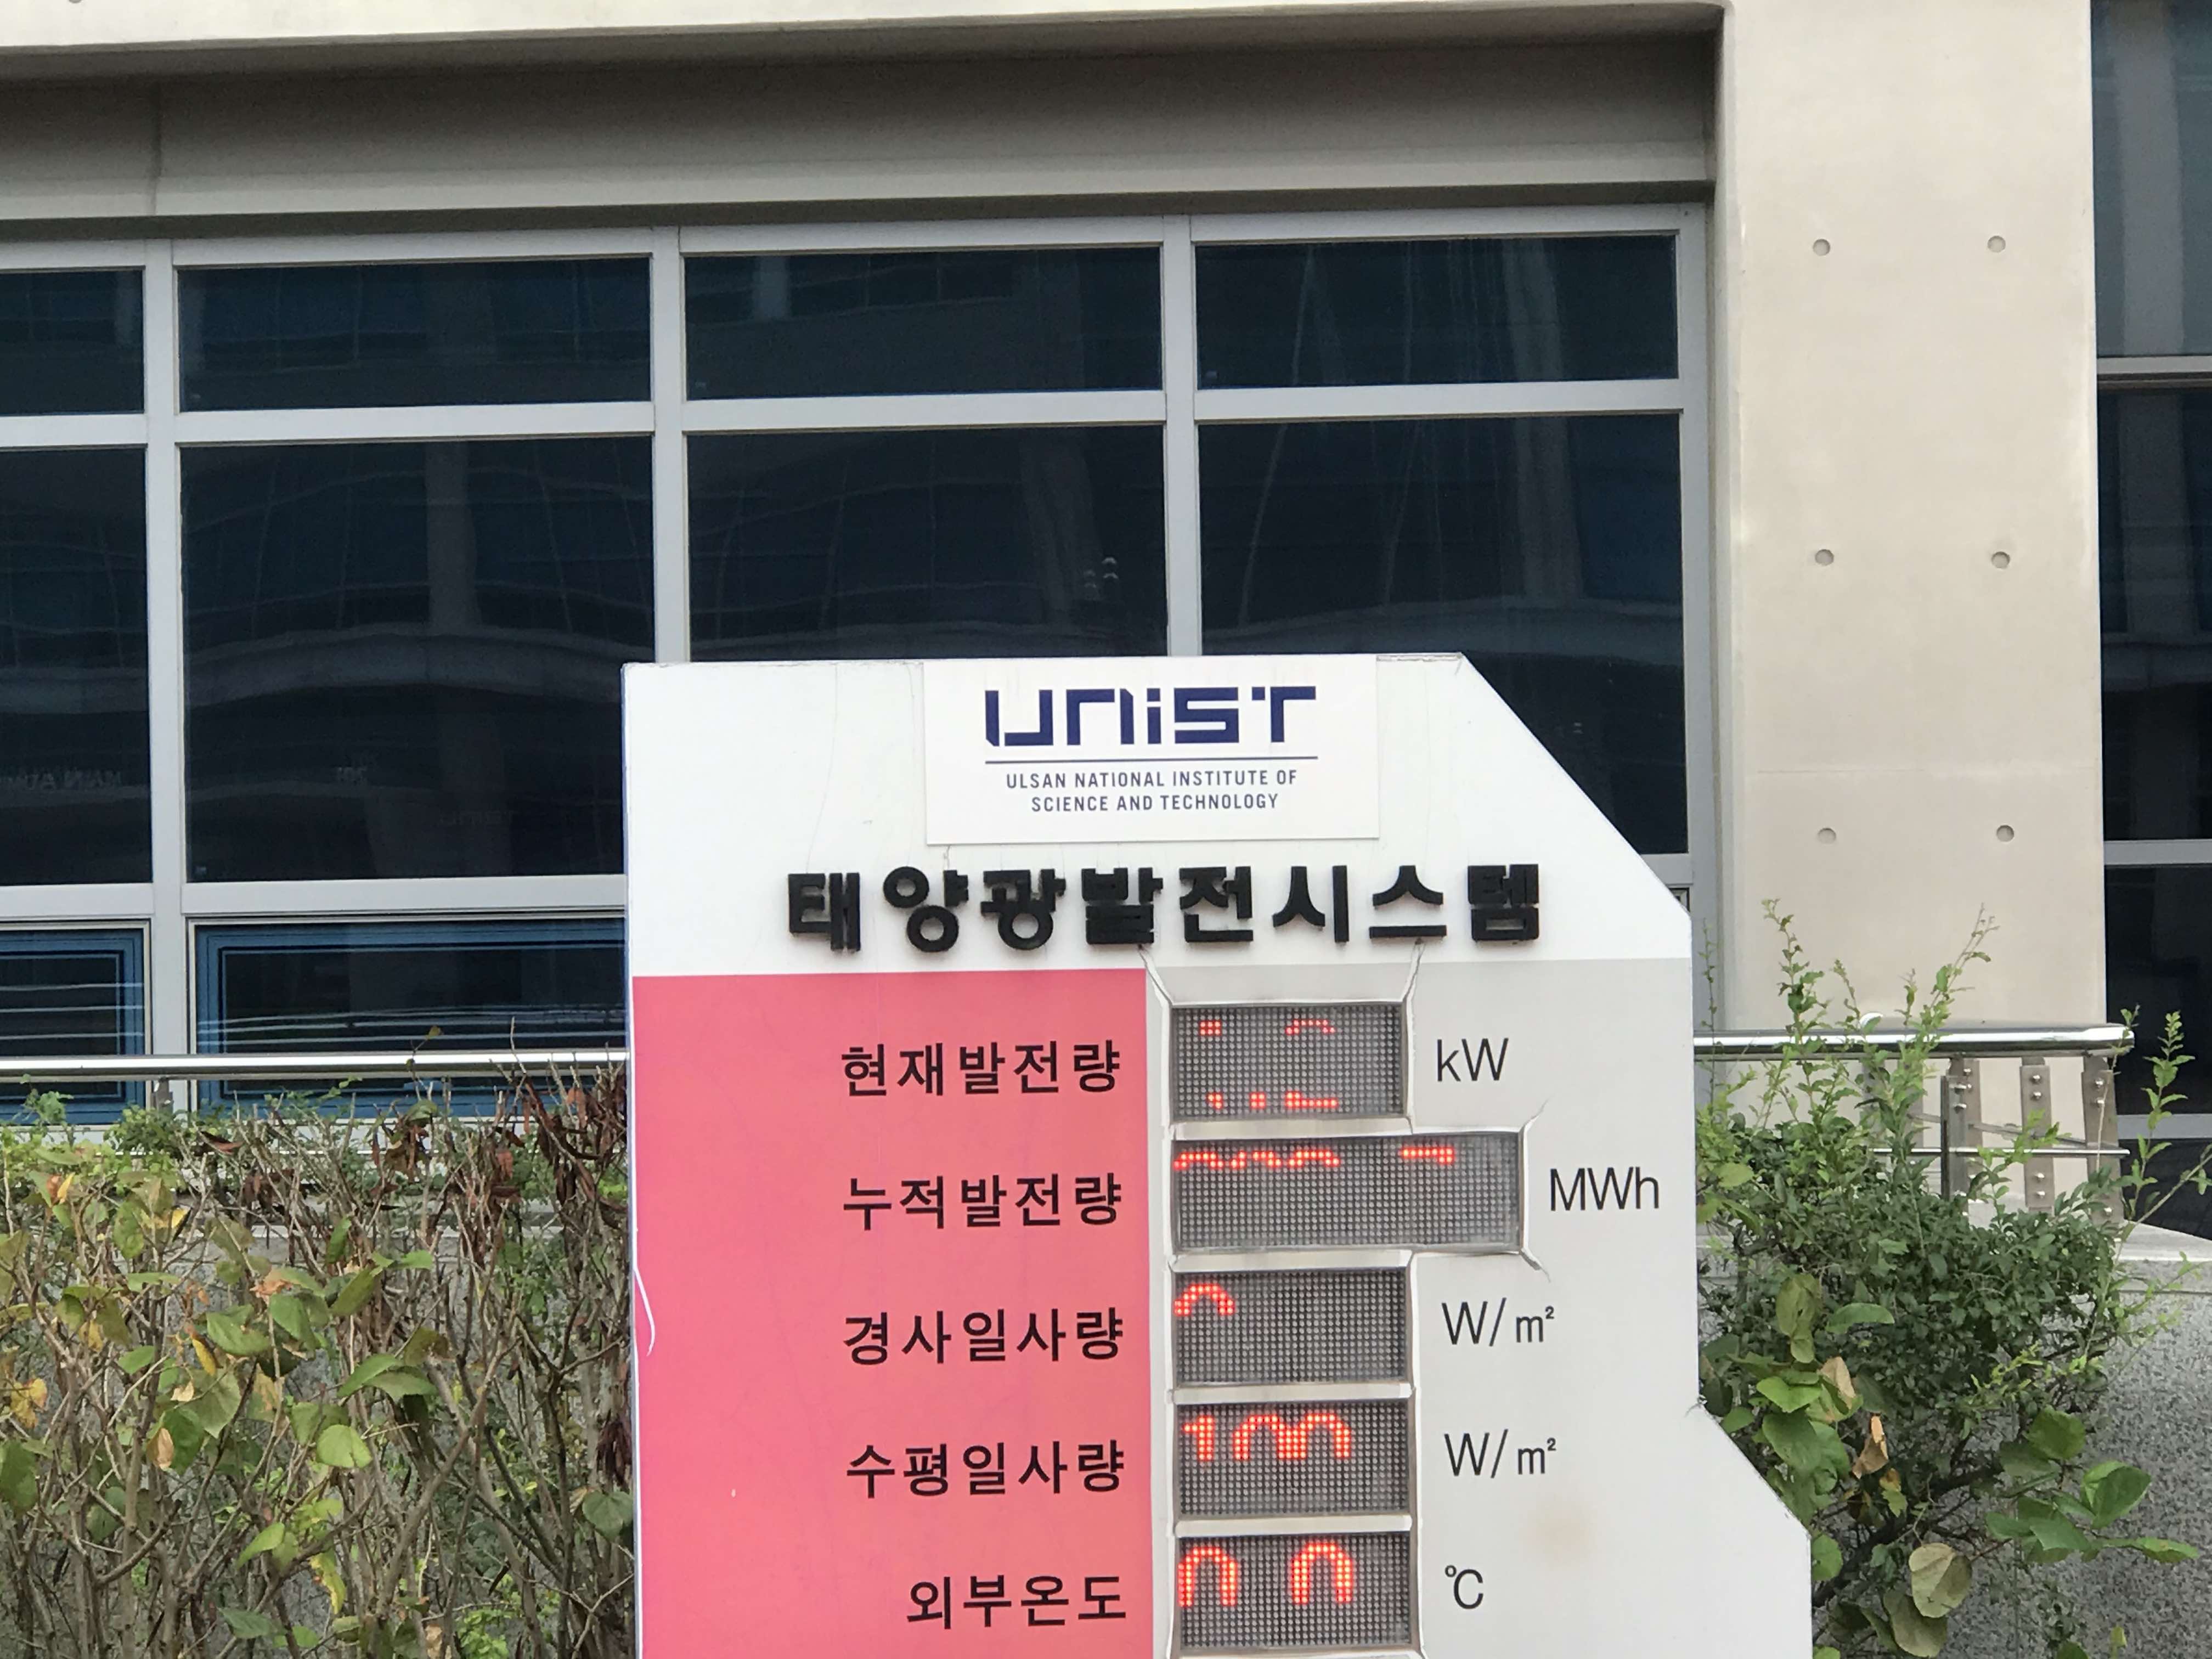 UNIST
ULSAN NATIONAL INSTITUTE OF
SCIENCE AND TECHNOLOGY
태양광발전시스템
현재발전량 kW
누적발전량 MWh
경사일사량 W/㎡
수평일사량 W/㎡
외부온도 ℃